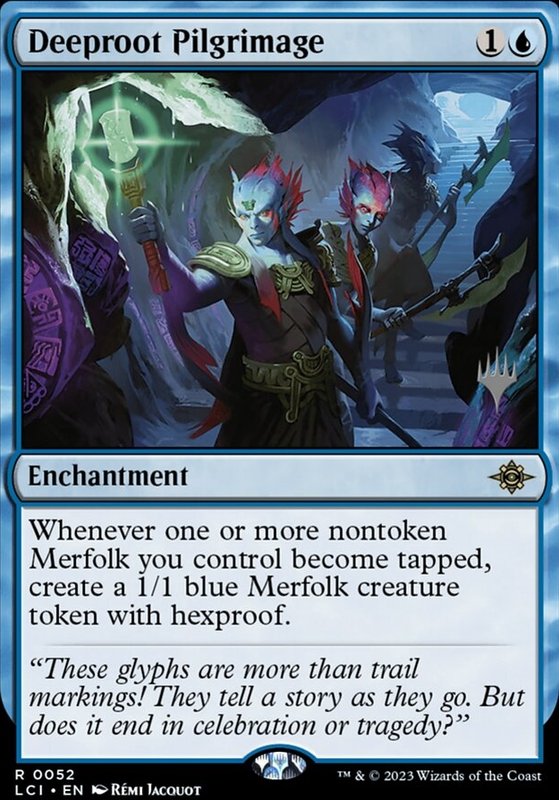 Deeproot Pilgrimage 1
Enchantment
Whenever one or more nontoken
Merfolk you control become tapped,
create a 1/1 blue Merfolk creature
token with hexproof.
“These glyphs are more than trail
markings! They tell a story as they go. But
does it end in celebration or tragedy?”
R 0052
LCI • EN Rémi Jacquot
™ & © 2023 Wizards of the Coast